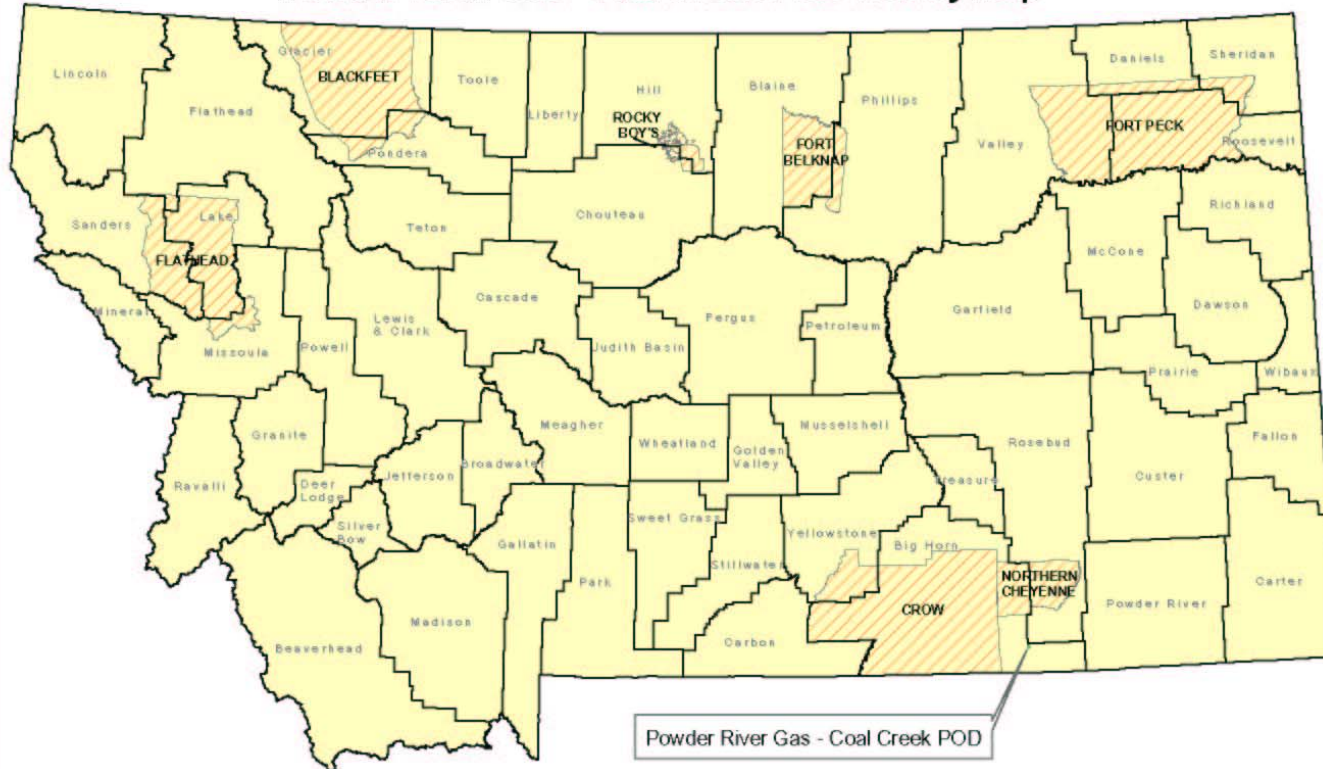 Lincoln
Flathead
Glacier
BLACKFEET
Toole
Liberty
Hill
ROCKY
BOY'S
Blaine
FORT
BELKNAP
Phillips
Valley
Daniels
Sheridan
FORT PECK
Roosevelt
Pondera
Sanders
Lake
FLATHEAD
Teton
Chouteau
Richland
McCone
Dawson
Garfield
Mineral
Missoula
Powell
Lewis
& Clark
Cascade
Judith Basin
Fergus
Petroleum
Prairie
Wibaux
Granite
Ravalli
Deer
Lodge
Silver
Bow
Jefferson
Broadwater
Meagher
Wheatland
Golden
Valley
Musselshell
Rosebud
Treasure
Custer
Fallon
Gallatin
Park
Sweet Grass
Stillwater
Yellowstone
Big Horn
NORTHERN
CHEYENNE
CROW
Powder River
Carter
Beaverhead
Madison
Carbon
Powder River Gas - Coal Creek POD